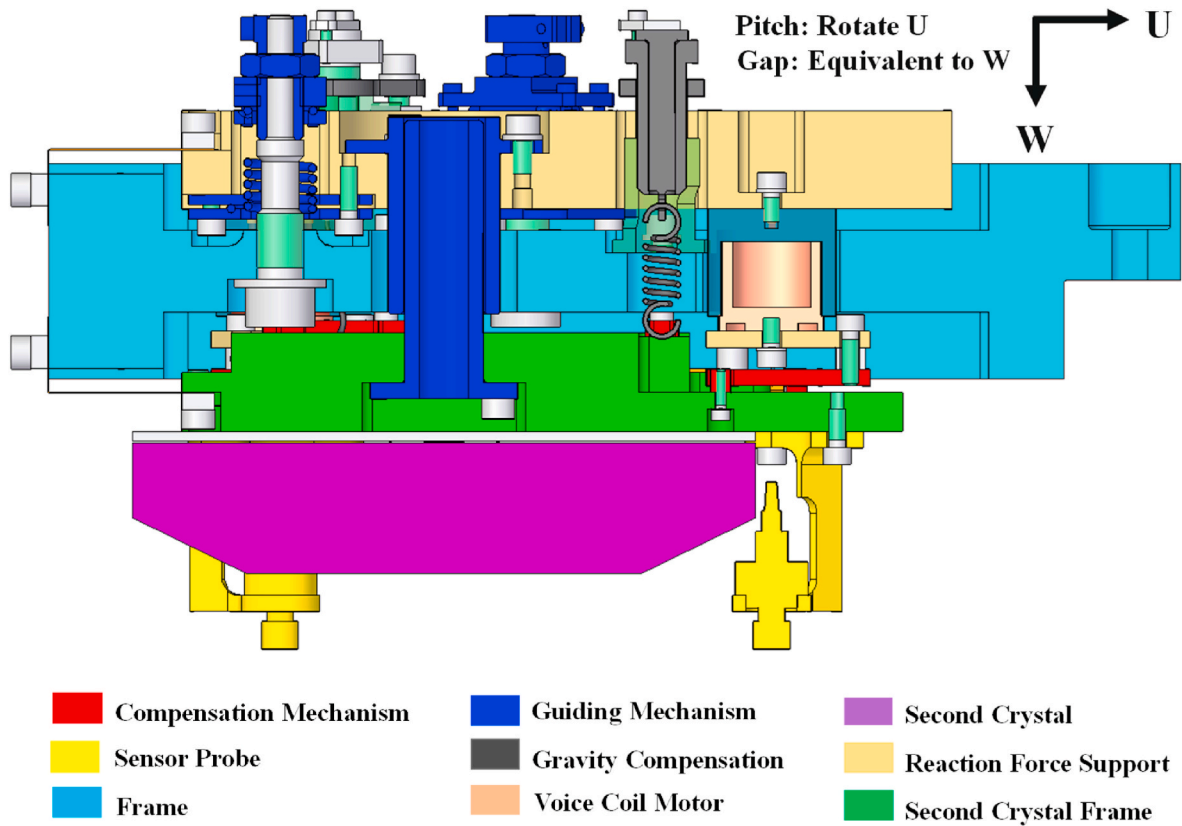 Pitch: Rotate U
Gap: Equivalent to W
U
W
Compensation Mechanism
Guiding Mechanism
Second Crystal
Sensor Probe
Gravity Compensation
Reaction Force Support
Frame
Voice Coil Motor
Second Crystal Frame